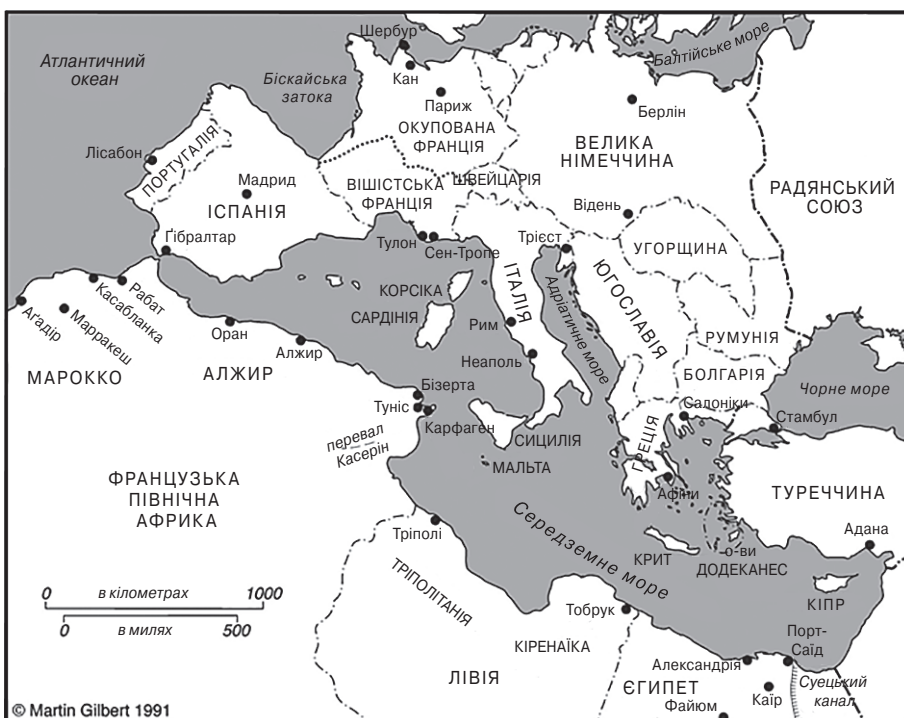 Шербур
Атлантичний
океан
Біскайська
затока
Кан
Париж
ОКУПОВАНА
ФРАНЦІЯ
Балтійське море
Берлін
ВЕЛИКА
НІМЕЧЧИНА
РАДЯНСЬКИЙ
СОЮЗ
Лісабон
ПОРТУГАЛІЯ
Мадрид
ІСПАНІЯ
Ґібралтар
ВІШІСТСЬКА
ФРАНЦІЯ
ШВЕЙЦАРІЯ
Відень
УГОРЩИНА
Тулон
Сен-Тропе
Трієст
ЮГОСЛАВІЯ
ІТАЛІЯ
Адріатичне море
КОРСІКА
САРДІНІЯ
Рим
Неаполь
РУМУНІЯ
БОЛГАРІЯ
Чорне море
Салоніки
Стамбул
Рабат
Касабланка
Марракеш
Аґадір
МАРОККО
Оран
Алжир
АЛЖИР
Бізерта
Туніс
Карфаген
перевал
Касерін
СИЦИЛІЯ
МАЛЬТА
ГРЕЦІЯ
Афіни
ТУРЕЧЧИНА
Адана
ФРАНЦУЗЬКА
ПІВНІЧНА
АФРИКА
Тріполі
Середземне море
КРИТ
о-ви
ДОДЕКАНЕС
КІПР
ТРІПОЛІТАНІЯ
0 в кілометрах 1000
0 в милях 500
Тобрук
КІРЕНАЇКА
ЛІВІЯ
Порт-
Саїд
Александрія
ЄГИПЕТ
Каїр
Файюм
Суецький
канал
© Martin Gilbert 1991